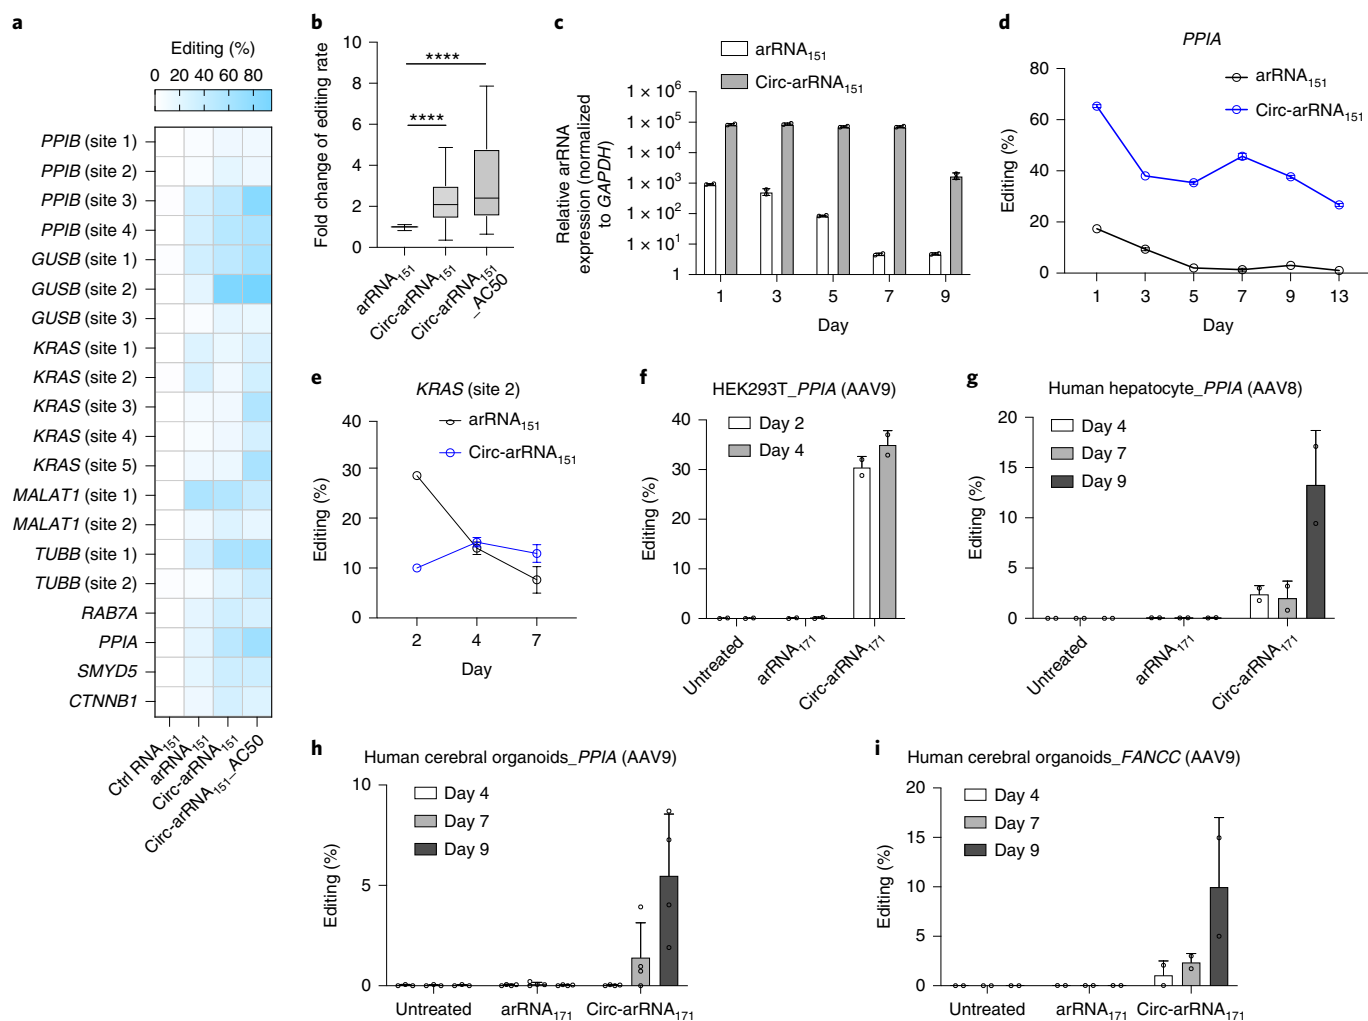 a
Editing (%)
0 20 40 60 80
PPIB (site 1)
PPIB (site 2)
PPIB (site 3)
PPIB (site 4)
GUSB (site 1)
GUSB (site 2)
GUSB (site 3)
KRAS (site 1)
KRAS (site 2)
KRAS (site 3)
KRAS (site 4)
KRAS (site 5)
MALAT1 (site 1)
MALAT1 (site 2)
TUBB (site 1)
TUBB (site 2)
RAB7A
PPIA
SMYD5
CTNNB1
Ctrl RNA151
arRNA151
Circ-arRNA151
Circ-arRNA151_AC50
b
Fold change of editing rate
10
8
6
4
2
0
****
****
arRNA151
Circ-arRNA151
Circ-arRNA151
_AC50
c
arRNA151
Circ-arRNA151
Relative arRNA
expression (normalized
to GAPDH)
1 × 10^6
1 × 10^5
1 × 10^4
1 × 10^3
1 × 10^2
1 × 10^1
1
1 3 5 7 9
Day
d
PPIA
arRNA151
Circ-arRNA151
Editing (%)
80
60
40
20
0
1 3 5 7 9 13
Day
e
KRAS (site 2)
arRNA151
Circ-arRNA151
Editing (%)
40
30
20
10
0
2 4 7
Day
f
HEK293T_PPIA (AAV9)
Day 2
Day 4
Editing (%)
40
30
20
10
0
Untreated
arRNA171
Circ-arRNA171
g
Human hepatocyte_PPIA (AAV8)
Day 4
Day 7
Day 9
Editing (%)
20
15
10
5
0
Untreated
arRNA171
Circ-arRNA171
h
Human cerebral organoids_PPIA (AAV9)
Day 4
Day 7
Day 9
Editing (%)
10
5
0
Untreated arRNA171 Circ-arRNA171
i
Human cerebral organoids_FANCC (AAV9)
Day 4
Day 7
Day 9
Editing (%)
20
15
10
5
0
Untreated arRNA171 Circ-arRNA171